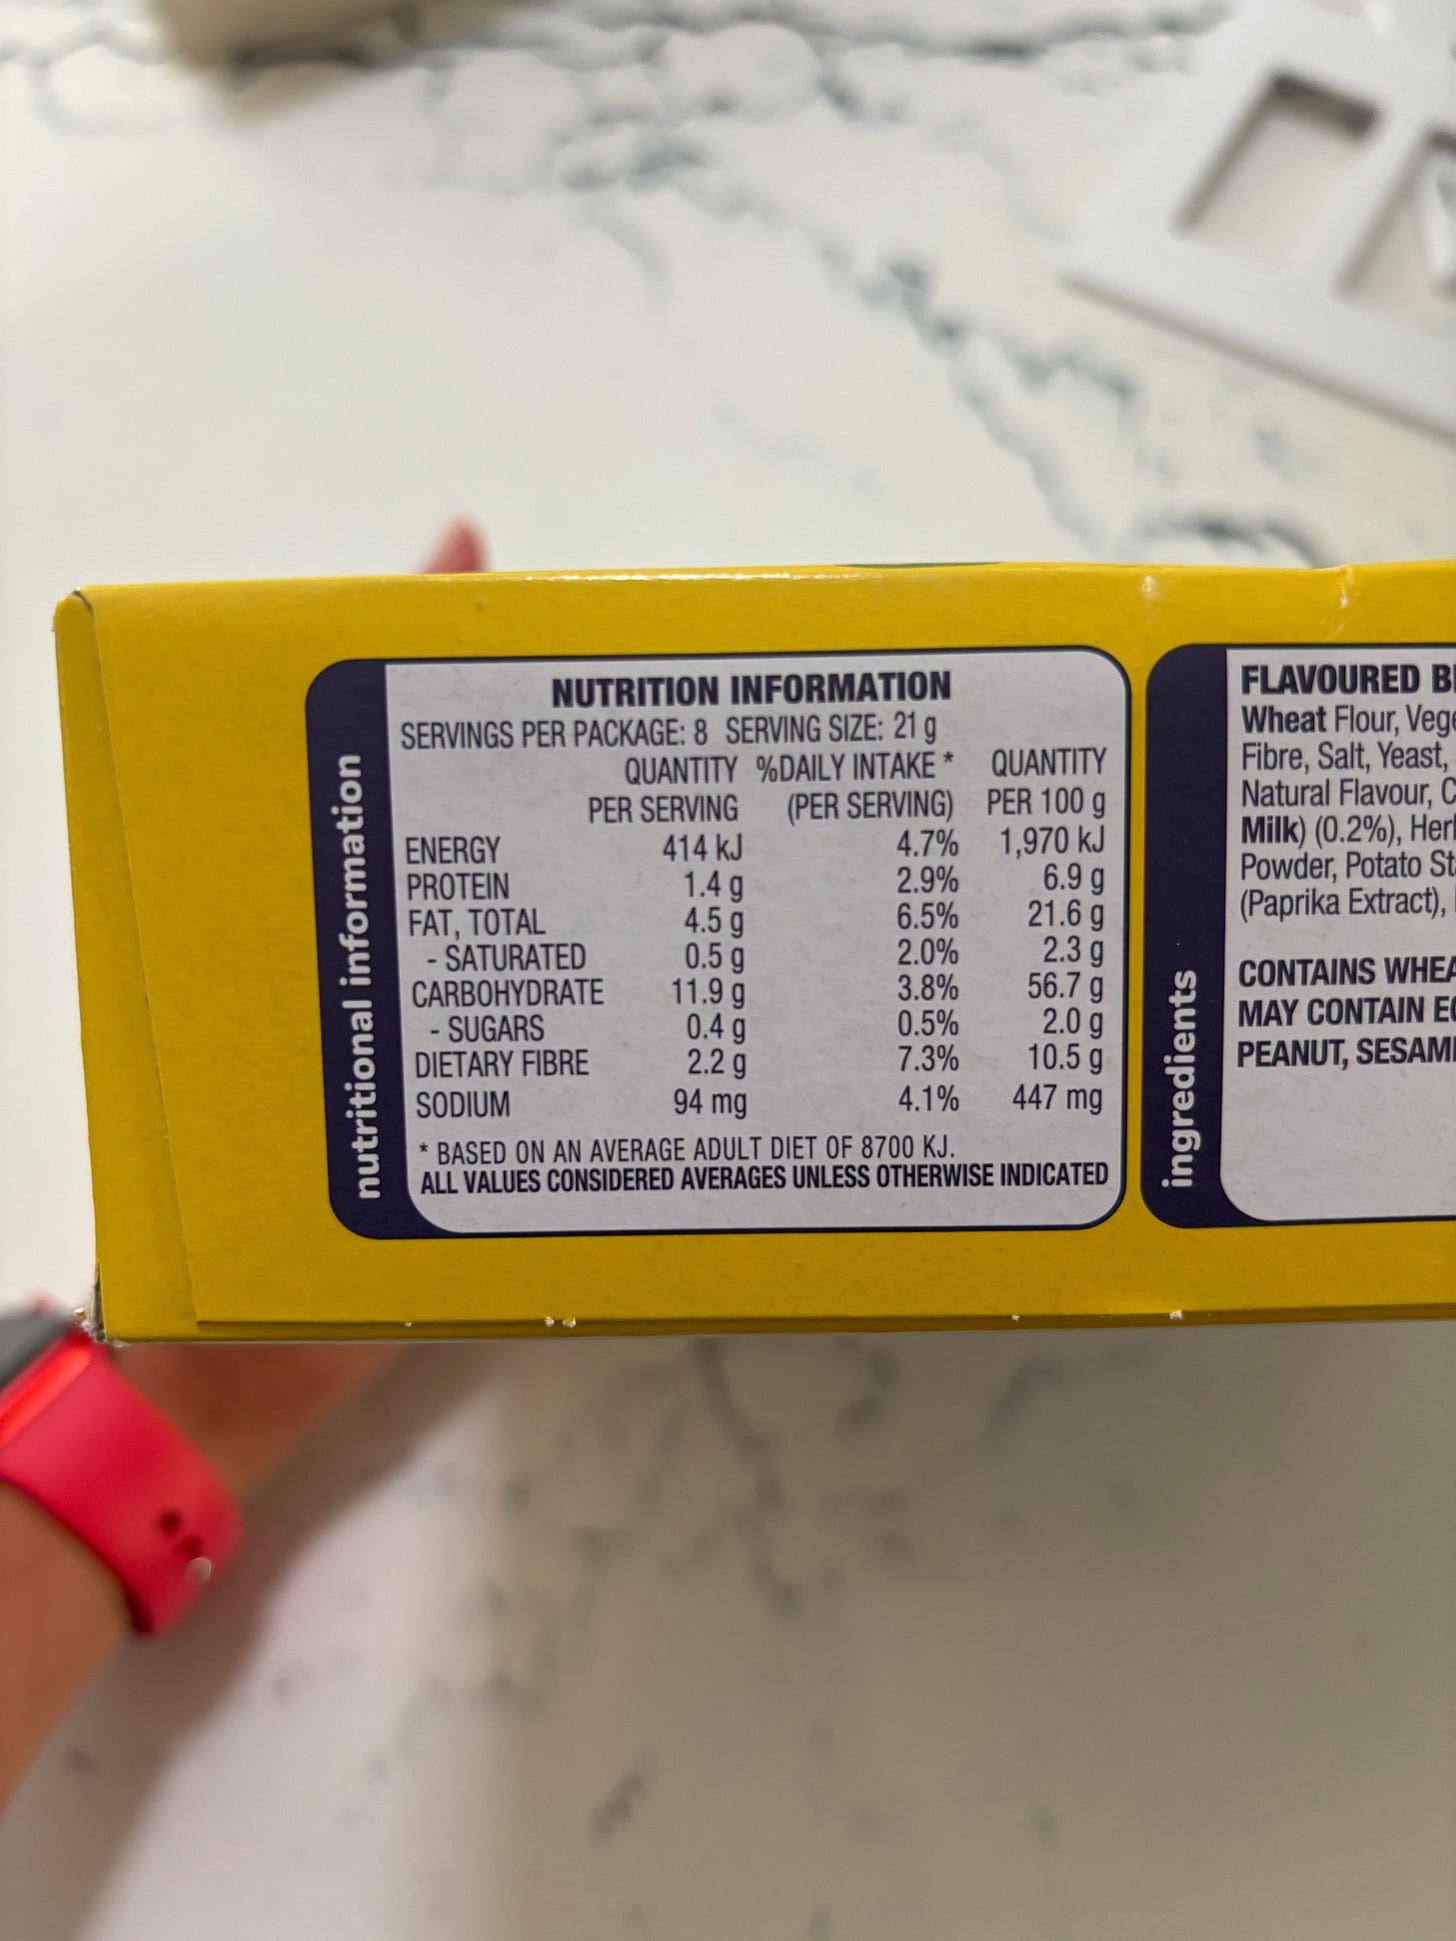 nutritional information
NUTRITION INFORMATION
SERVINGS PER PACKAGE: 8 SERVING SIZE: 21 g
QUANTITY %DAILY INTAKE * QUANTITY
PER SERVING (PER SERVING) PER 100 g
ENERGY 414 kJ 4.7% 1,970 kJ
PROTEIN 1.4 g 2.9% 6.9 g
FAT, TOTAL 4.5 g 6.5% 21.6 g
- SATURATED 0.5 g 2.0% 2.3 g
CARBOHYDRATE 11.9 g 3.8% 56.7 g
- SUGARS 0.4 g 0.5% 2.0 g
DIETARY FIBRE 2.2 g 7.3% 10.5 g
SODIUM 94 mg 4.1% 447 mg
* BASED ON AN AVERAGE ADULT DIET OF 8700 KJ.
ALL VALUES CONSIDERED AVERAGES UNLESS OTHERWISE INDICATED
ingredients
FLAVOURED
Wheat Flour,
Fibre, Salt, Yeast,
Natural Flavour,
Milk) (0.2%),
Powder, Potato
(Paprika Extract),
CONTAINS
MAY CONTAIN
PEANUT,